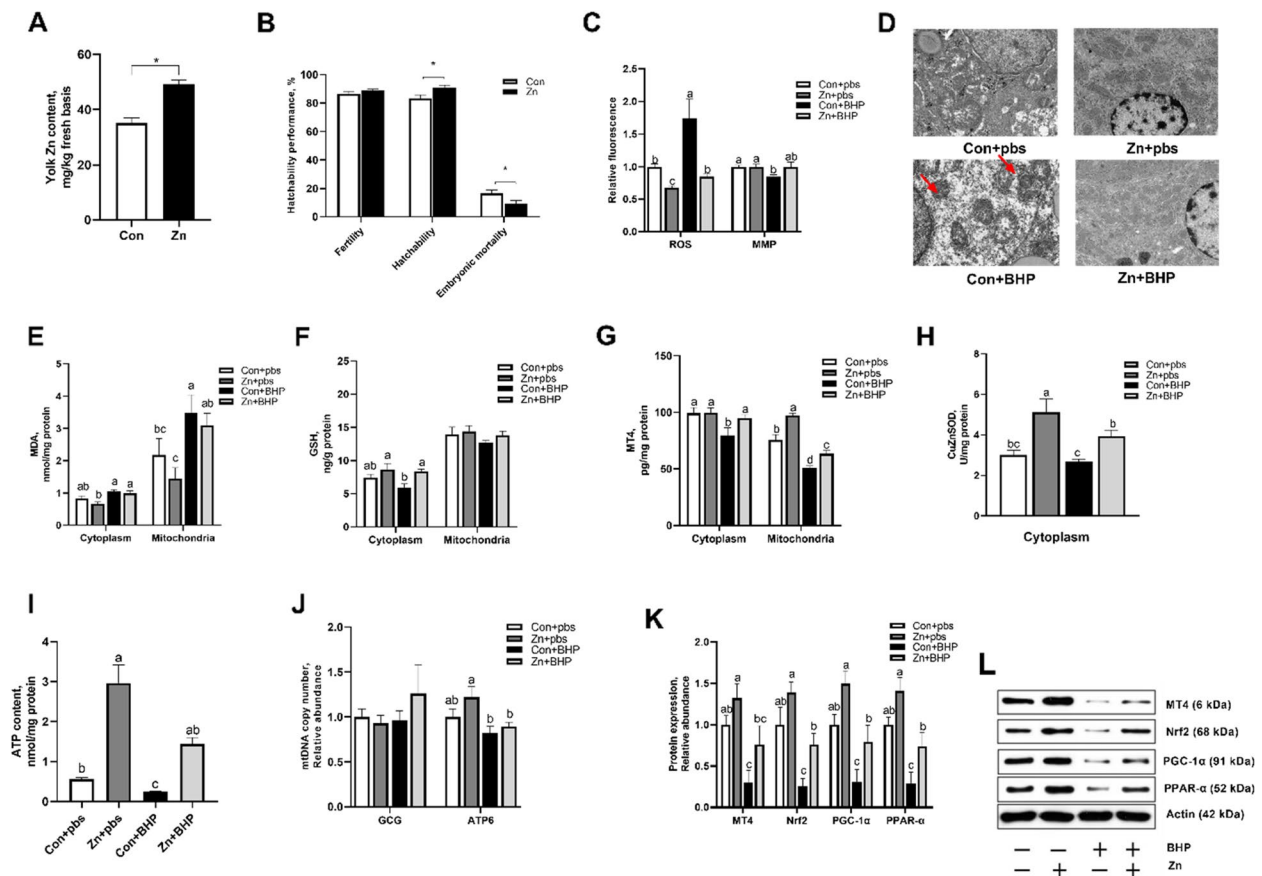 A
Yolk Zn content,
mg/kg fresh basis
60
40
20
0
*
Con
Zn
B
Hatchability performance, %
100
80
60
40
20
0
*
*
Con
Zn
Fertility
Hatchability
Embryonic mortality
C
Relative fluorescence
2.5
2.0
1.5
1.0
0.5
0.0
Con+pbs
Zn+pbs
Con+BHP
Zn+BHP
b
c
a
b
a
a
b
ab
ROS
MMP
D
Con+pbs
Zn+pbs
Con+BHP
Zn+BHP
E
MDA,
nmol/mg protein
5
4
3
2
1
0
Con+pbs
Zn+pbs
Con+BHP
Zn+BHP
ab
b
a
a
bc
c
a
ab
Cytoplasm
Mitochondria
F
GSH,
ng/g protein
25
20
15
10
5
0
Con+pbs
Zn+pbs
Con+BHP
Zn+BHP
ab
a
b
a
Cytoplasm
Mitochondria
G
MT4,
pg/mg protein
150
100
50
0
Con+pbs
Zn+pbs
Con+BHP
Zn+BHP
a
a
b
a
b
a
d
c
Cytoplasm
Mitochondria
H
CuZnSOD,
U/mg protein
8
6
4
2
0
Con+pbs
Zn+pbs
Con+BHP
Zn+BHP
bc
a
c
b
Cytoplasm
I
ATP content,
nmol/mg protein
4
3
2
1
0
b
a
c
ab
Con+pbs
Zn+pbs
Con+BHP
Zn+BHP
J
mtDNA copy number,
Relative abundance
2.0
1.5
1.0
0.5
0.0
Con+pbs
Zn+pbs
Con+BHP
Zn+BHP
ab
a
b
b
GCG
ATP6
K
Protein expression,
Relative abundance
2.0
1.5
1.0
0.5
0.0
Con+pbs
Zn+pbs
Con+BHP
Zn+BHP
ab
a
c
bc
ab
a
c
b
ab
a
c
b
ab
a
c
b
MT4
Nrf2
PGC-1α
PPAR-α
L
MT4 (6 kDa)
Nrf2 (68 kDa)
PGC-1α (91 kDa)
PPAR-α (52 kDa)
Actin (42 kDa)
— — + + BHP
— + — + Zn